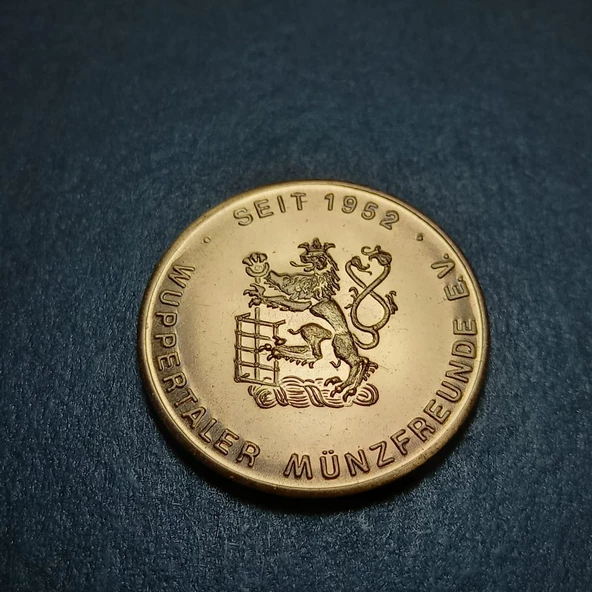 · SEIT 1952 ·
WUPPERTALER MÜNZFREUNDE E.V.